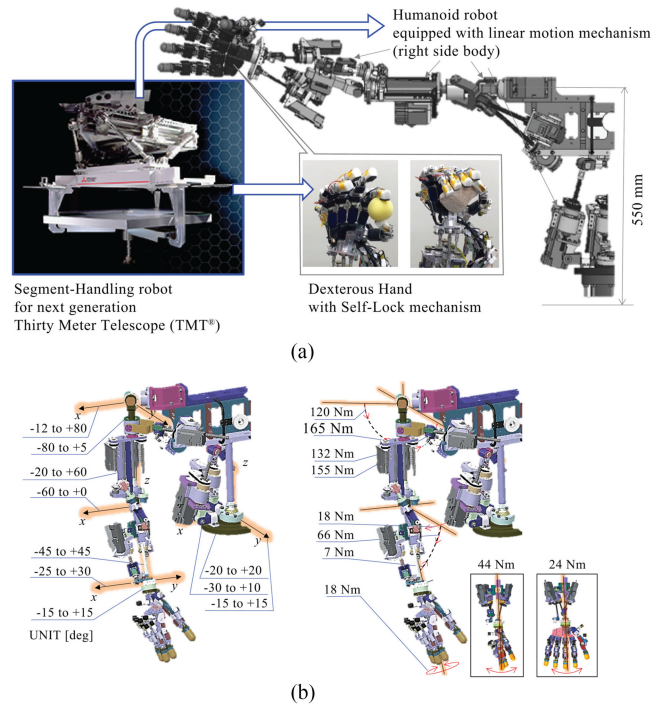 Humanoid robot
equipped with linear motion mechanism
(right side body)
550 mm
Segment-Handling robot
for next generation
Thirty Meter Telescope (TMT®)
Dexterous Hand
with Self-Lock mechanism
(a)
x
y
-12 to +80
-80 to +5
-20 to +60
z
z
-60 to +0
x
x
y
-45 to +45
-25 to +30
x
y
-15 to +15
-20 to +20
-30 to +10
-15 to +15
UNIT [deg]
120 Nm
165 Nm
132 Nm
155 Nm
18 Nm
66 Nm
7 Nm
18 Nm
44 Nm
24 Nm
(b)